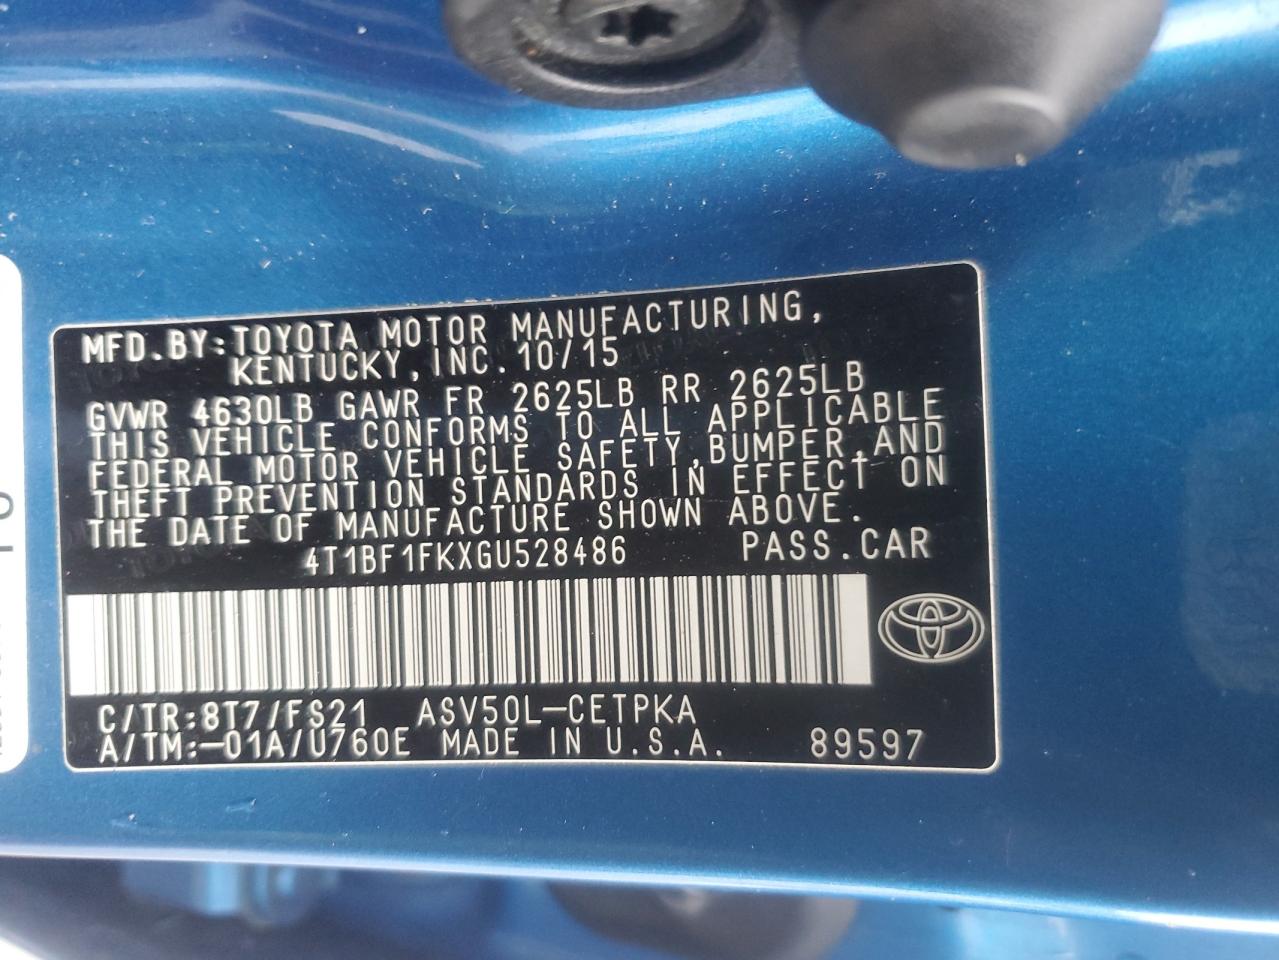 MFD.BY:TOYOTA MOTOR MANUFACTURING,
KENTUCKY, INC. 10/15
GVWR 4630LB GAWR FR 2625LB RR 2625LB
THIS VEHICLE CONFORMS TO ALL APPLICABLE
FEDERAL MOTOR VEHICLE SAFETY,BUMPER,AND
THEFT PREVENTION STANDARDS IN EFFECT ON
THE DATE OF MANUFACTURE SHOWN ABOVE.
4T1BF1FKXGU528486 PASS.CAR
C/TR:8T7/FS21 ASV50L-CETPKA
A/TM:-01A/U760E MADE IN U.S.A. 89597